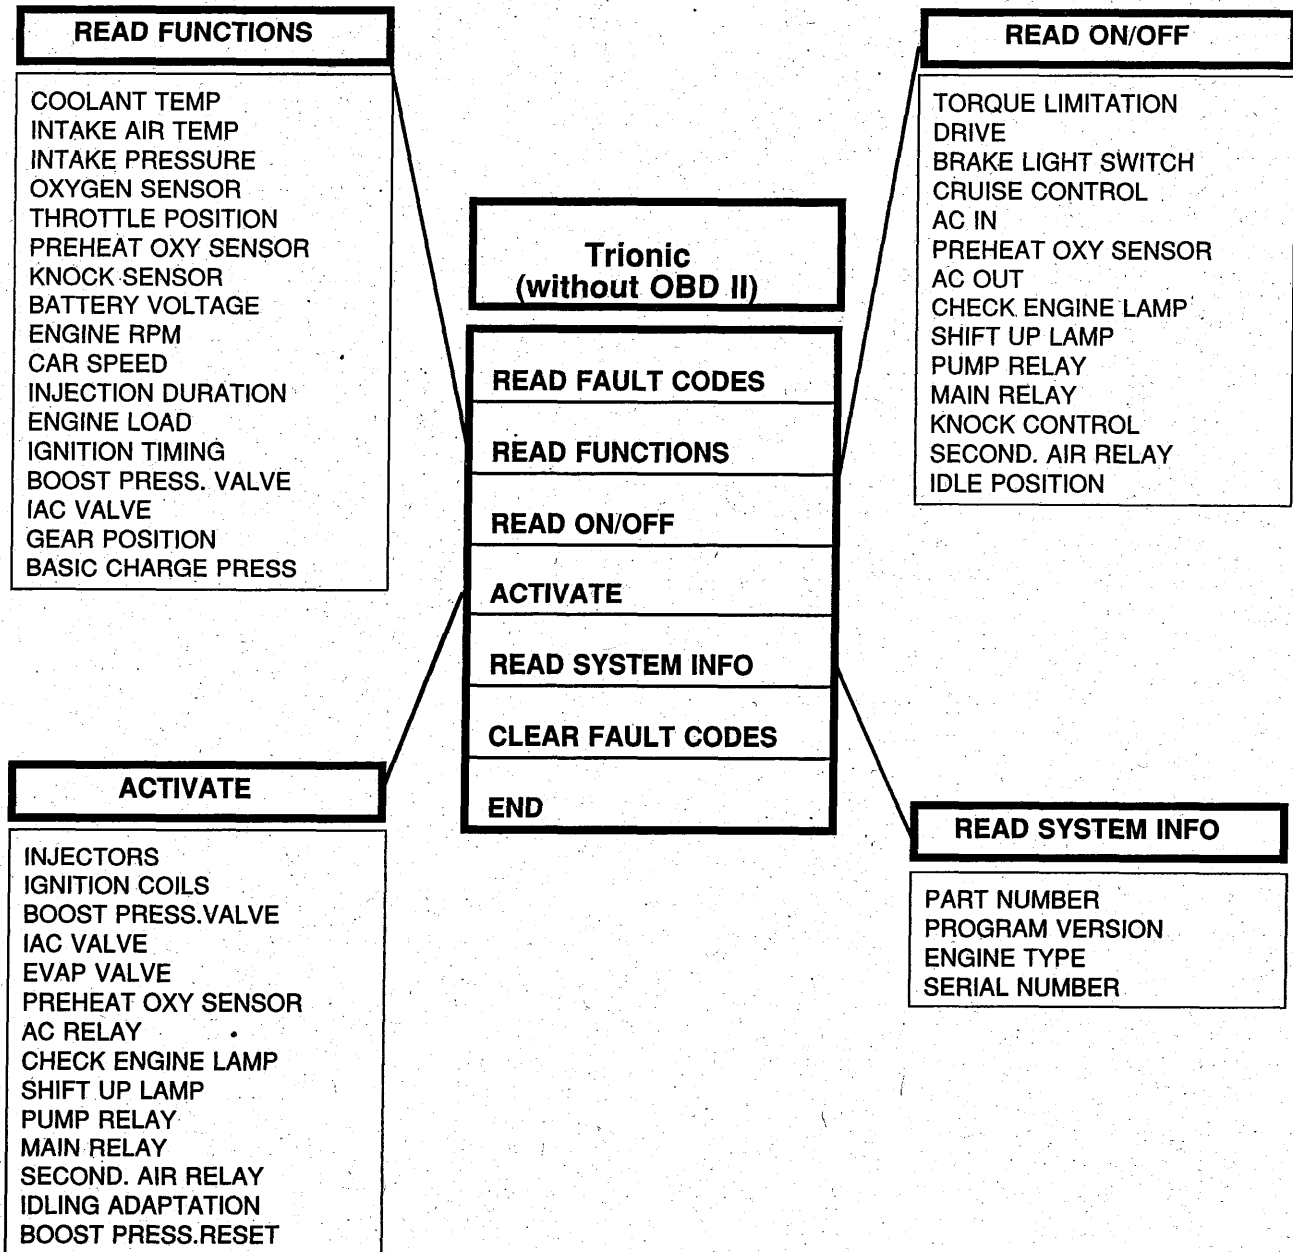 READ FUNCTIONS
COOLANT TEMP
INTAKE AIR TEMP
INTAKE PRESSURE
OXYGEN SENSOR
THROTTLE POSITION
PREHEAT OXY SENSOR
KNOCK SENSOR
BATTERY VOLTAGE
ENGINE RPM
CAR SPEED
INJECTION DURATION
ENGINE LOAD
IGNITION TIMING
BOOST PRESS. VALVE
IAC VALVE
GEAR POSITION
BASIC CHARGE PRESS
Trionic
(without OBD II)
READ FAULT CODES
READ FUNCTIONS
READ ON/OFF
ACTIVATE
READ SYSTEM INFO
CLEAR FAULT CODES
END
READ ON/OFF
TORQUE LIMITATION
DRIVE
BRAKE LIGHT SWITCH
CRUISE CONTROL
AC IN
PREHEAT OXY SENSOR
AC OUT
CHECK ENGINE LAMP
SHIFT UP LAMP
PUMP RELAY
MAIN RELAY
KNOCK CONTROL
SECOND. AIR RELAY
IDLE POSITION
ACTIVATE
INJECTORS
IGNITION COILS
BOOST PRESS.VALVE
IAC VALVE
EVAP VALVE
PREHEAT OXY SENSOR
AC RELAY
CHECK ENGINE LAMP
SHIFT UP LAMP
PUMP RELAY
MAIN RELAY
SECOND. AIR RELAY
IDLING ADAPTATION
BOOST PRESS.RESET
READ SYSTEM INFO
PART NUMBER
PROGRAM VERSION
ENGINE TYPE
SERIAL NUMBER